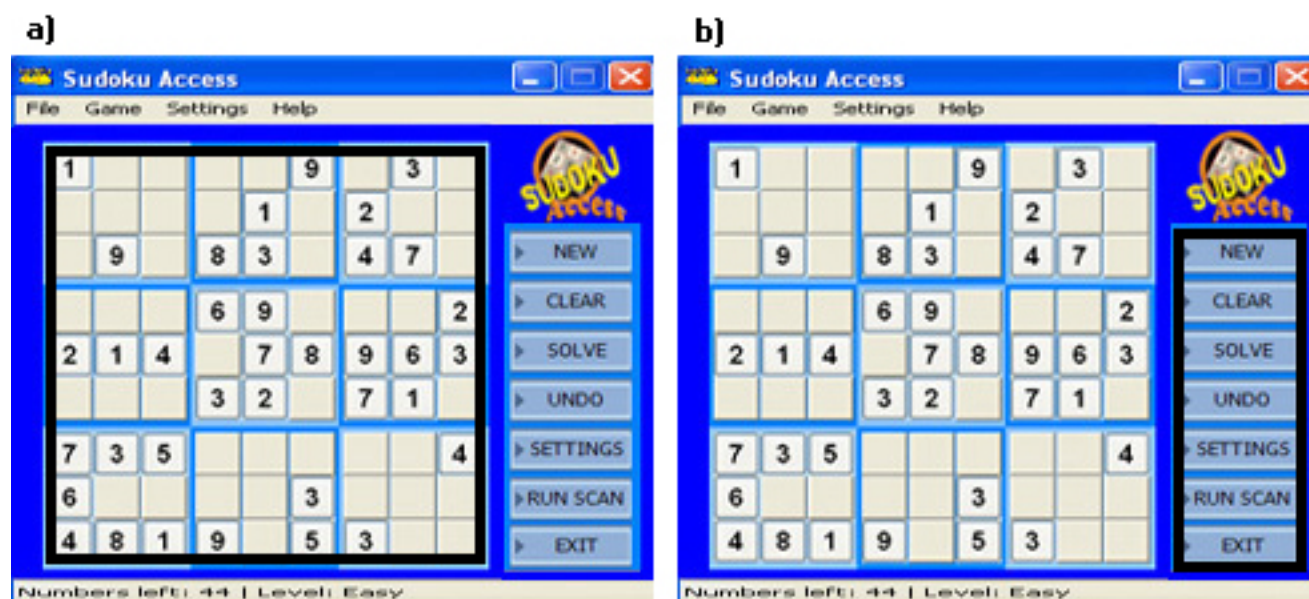 a)
Sudoku Access
File Game Settings Help
SUDOKU
Access
1 9 3
1 2
9 8 3 4 7
6 9 2
2 1 4 7 8 9 6 3
3 2 7 1
7 3 5 4
6 3
4 8 1 9 5 3
NEW
CLEAR
SOLVE
UNDO
SETTINGS
RUN SCAN
EXIT
Numbers left: 44 | Level: Easy
b)
Sudoku Access
File Game Settings Help
SUDOKU
Access
1 9 3
1 2
9 8 3 4 7
6 9 2
2 1 4 7 8 9 6 3
3 2 7 1
7 3 5 4
6 3
4 8 1 9 5 3
NEW
CLEAR
SOLVE
UNDO
SETTINGS
RUN SCAN
EXIT
Numbers left: 44 | Level: Easy